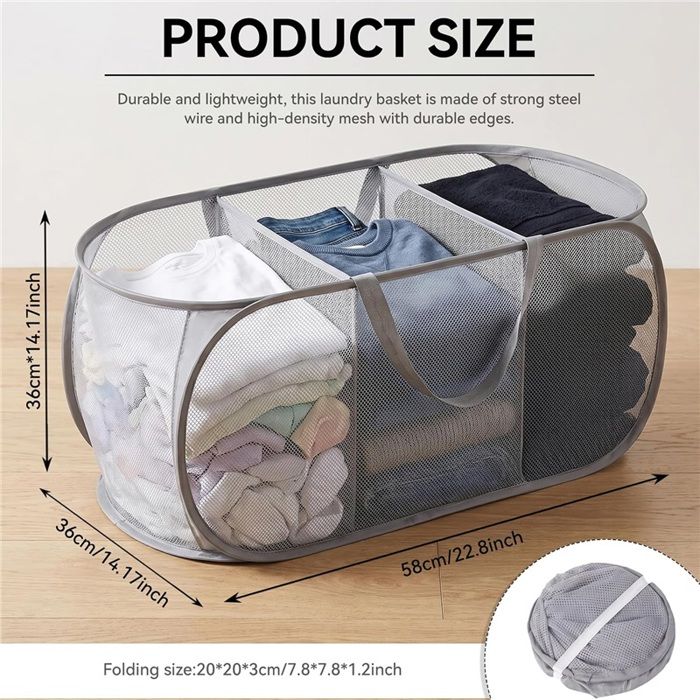 PRODUCT SIZE
Durable and lightweight, this laundry basket is made of strong steel
wire and high-density mesh with durable edges.
36cm*14.17inch
36cm/14.17inch
58cm/22.8inch
Folding size:20*20*3cm/7.8*7.8*1.2inch